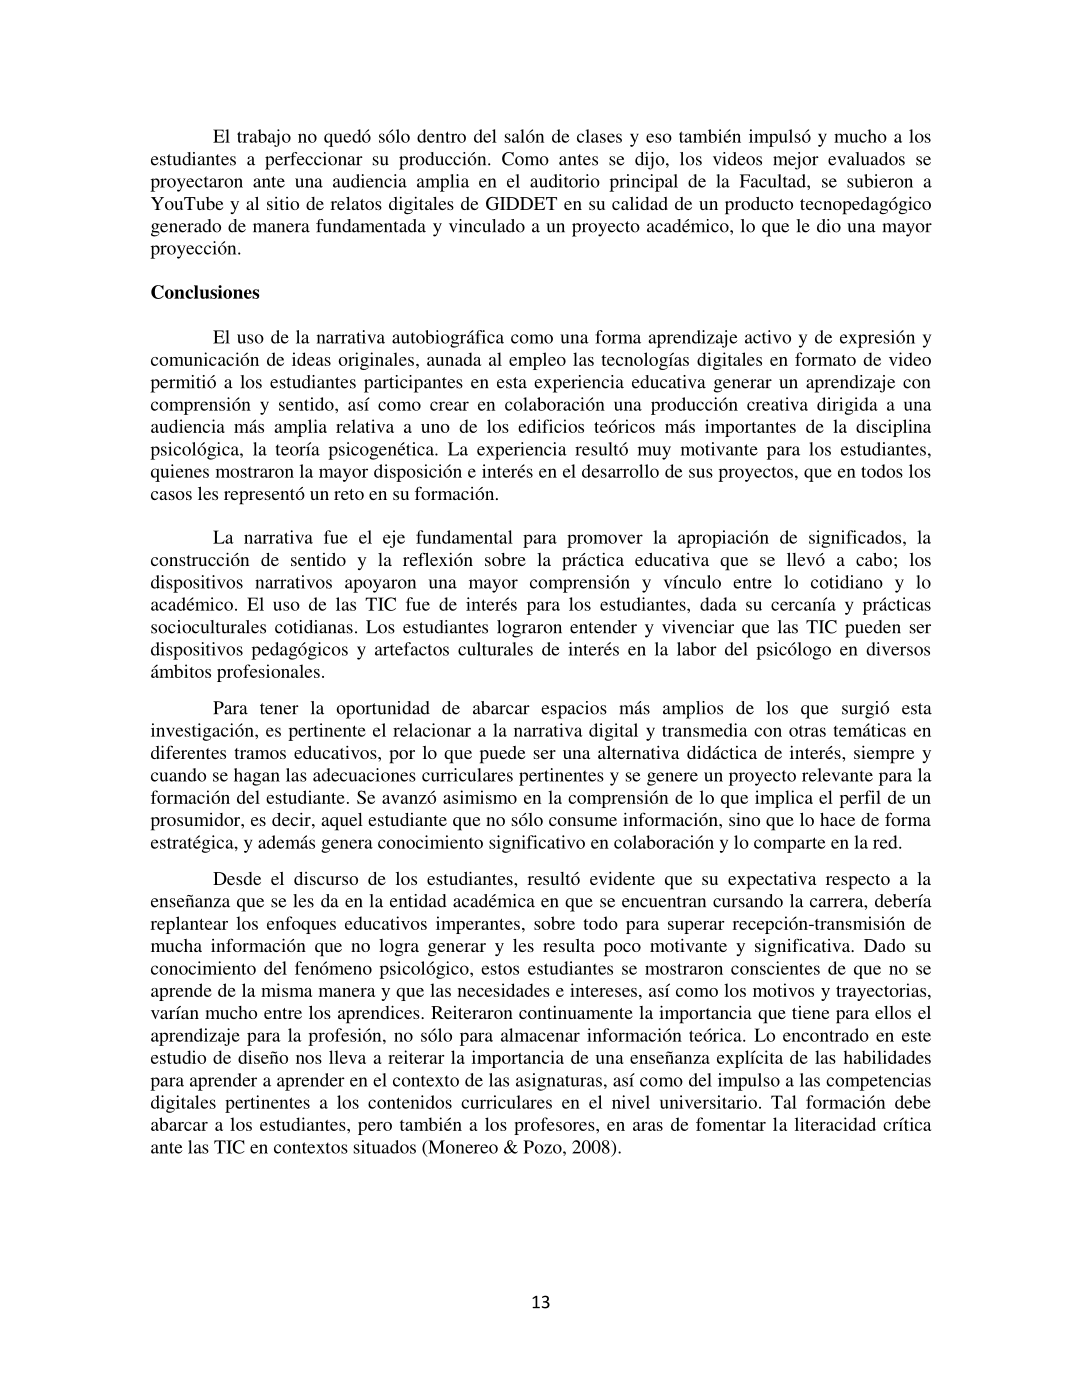 El trabajo no quedó sólo dentro del salón de clases y eso también impulsó y mucho a los
estudiantes a perfeccionar su producción. Como antes se dijo, los videos mejor evaluados se
proyectaron ante una audiencia amplia en el auditorio principal de la Facultad, se subieron a
YouTube y al sitio de relatos digitales de GIDDET en su calidad de un producto tecnopedagógico
generado de manera fundamentada y vinculado a un proyecto académico, lo que le dio una mayor
proyección.
Conclusiones
El uso de la narrativa autobiográfica como una forma aprendizaje activo y de expresión y
comunicación de ideas originales, aunada al empleo las tecnologías digitales en formato de video
permitió a los estudiantes participantes en esta experiencia educativa generar un aprendizaje con
comprensión y sentido, así como crear en colaboración una producción creativa dirigida a una
audiencia más amplia relativa a uno de los edificios teóricos más importantes de la disciplina
psicológica, la teoría psicogenética. La experiencia resultó muy motivante para los estudiantes,
quienes mostraron la mayor disposición e interés en el desarrollo de sus proyectos, que en todos los
casos les representó un reto en su formación.
La narrativa fue el eje fundamental para promover la apropiación de significados, la
construcción de sentido y la reflexión sobre la práctica educativa que se llevó a cabo; los
dispositivos narrativos apoyaron una mayor comprensión y vínculo entre lo cotidiano y lo
académico. El uso de las TIC fue de interés para los estudiantes, dada su cercanía y prácticas
socioculturales cotidianas. Los estudiantes lograron entender y vivenciar que las TIC pueden ser
dispositivos pedagógicos y artefactos culturales de interés en la labor del psicólogo en diversos
ámbitos profesionales.
Para tener la oportunidad de abarcar espacios más amplios de los que surgió esta
investigación, es pertinente el relacionar a la narrativa digital y transmedia con otras temáticas en
diferentes tramos educativos, por lo que puede ser una alternativa didáctica de interés, siempre y
cuando se hagan las adecuaciones curriculares pertinentes y se genere un proyecto relevante para la
formación del estudiante. Se avanzó asimismo en la comprensión de lo que implica el perfil de un
prosumidor, es decir, aquel estudiante que no sólo consume información, sino que lo hace de forma
estratégica, y además genera conocimiento significativo en colaboración y lo comparte en la red.
Desde el discurso de los estudiantes, resultó evidente que su expectativa respecto a la
enseñanza que se les da en la entidad académica en que se encuentran cursando la carrera, debería
replantear los enfoques educativos imperantes, sobre todo para superar recepción-transmisión de
mucha información que no logra generar y les resulta poco motivante y significativa. Dado su
conocimiento del fenómeno psicológico, estos estudiantes se mostraron conscientes de que no se
aprende de la misma manera y que las necesidades e intereses, así como los motivos y trayectorias,
varían mucho entre los aprendices. Reiteraron continuamente la importancia que tiene para ellos el
aprendizaje para la profesión, no sólo para almacenar información teórica. Lo encontrado en este
estudio de diseño nos lleva a reiterar la importancia de una enseñanza explícita de las habilidades
para aprender a aprender en el contexto de las asignaturas, así como del impulso a las competencias
digitales pertinentes a los contenidos curriculares en el nivel universitario. Tal formación debe
abarcar a los estudiantes, pero también a los profesores, en aras de fomentar la literacidad crítica
ante las TIC en contextos situados (Monereo & Pozo, 2008).
13